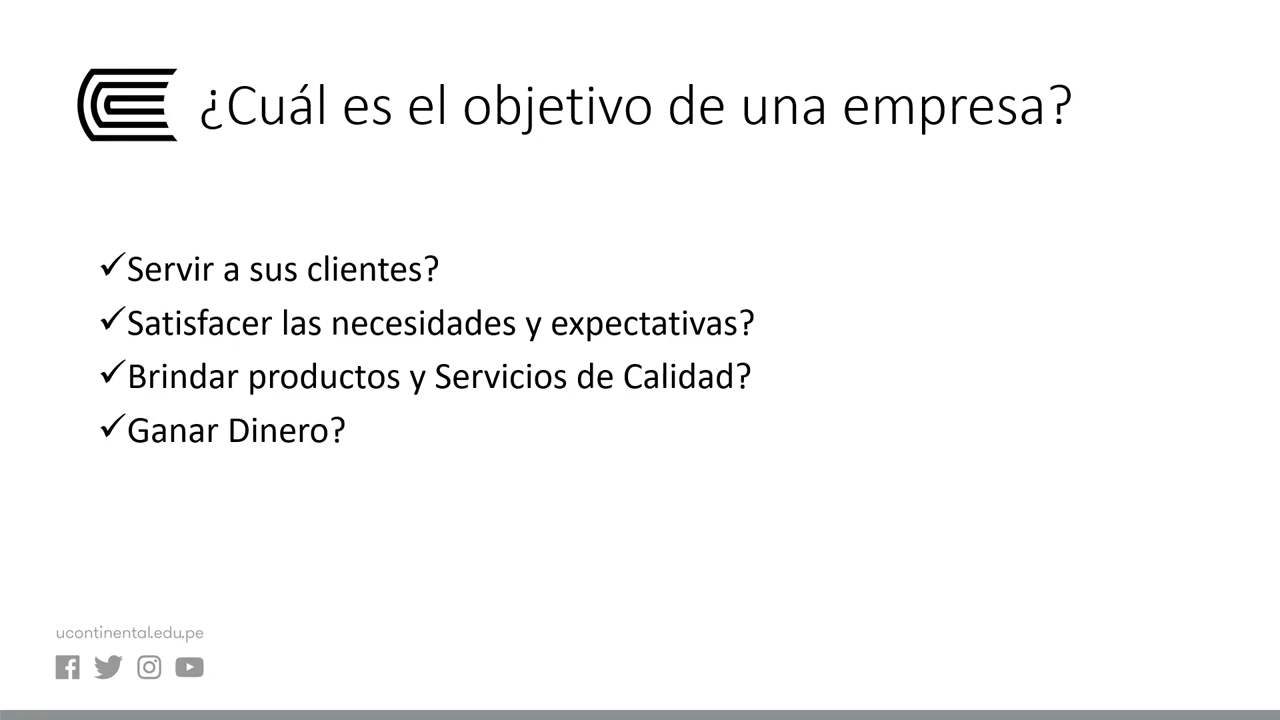 ¿Cuál es el objetivo de una empresa?
✓Servir a sus clientes?
✓Satisfacer las necesidades y expectativas?
✓Brindar productos y Servicios de Calidad?
✓Ganar Dinero?
ucontinental.edu.pe